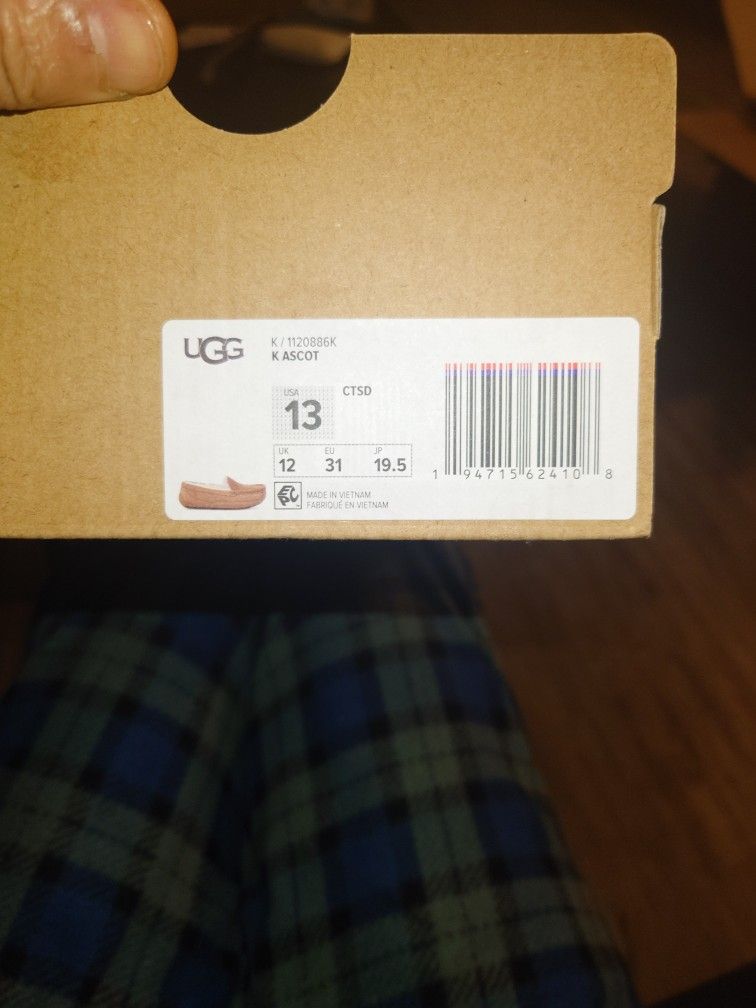 UGG
K / 1120886K
K ASCOT
USA
13
CTSD
UK EU JP
12 31 19.5
MADE IN VIETNAM
FABRIQUÉ EN VIETNAM
1 94715 62410 8